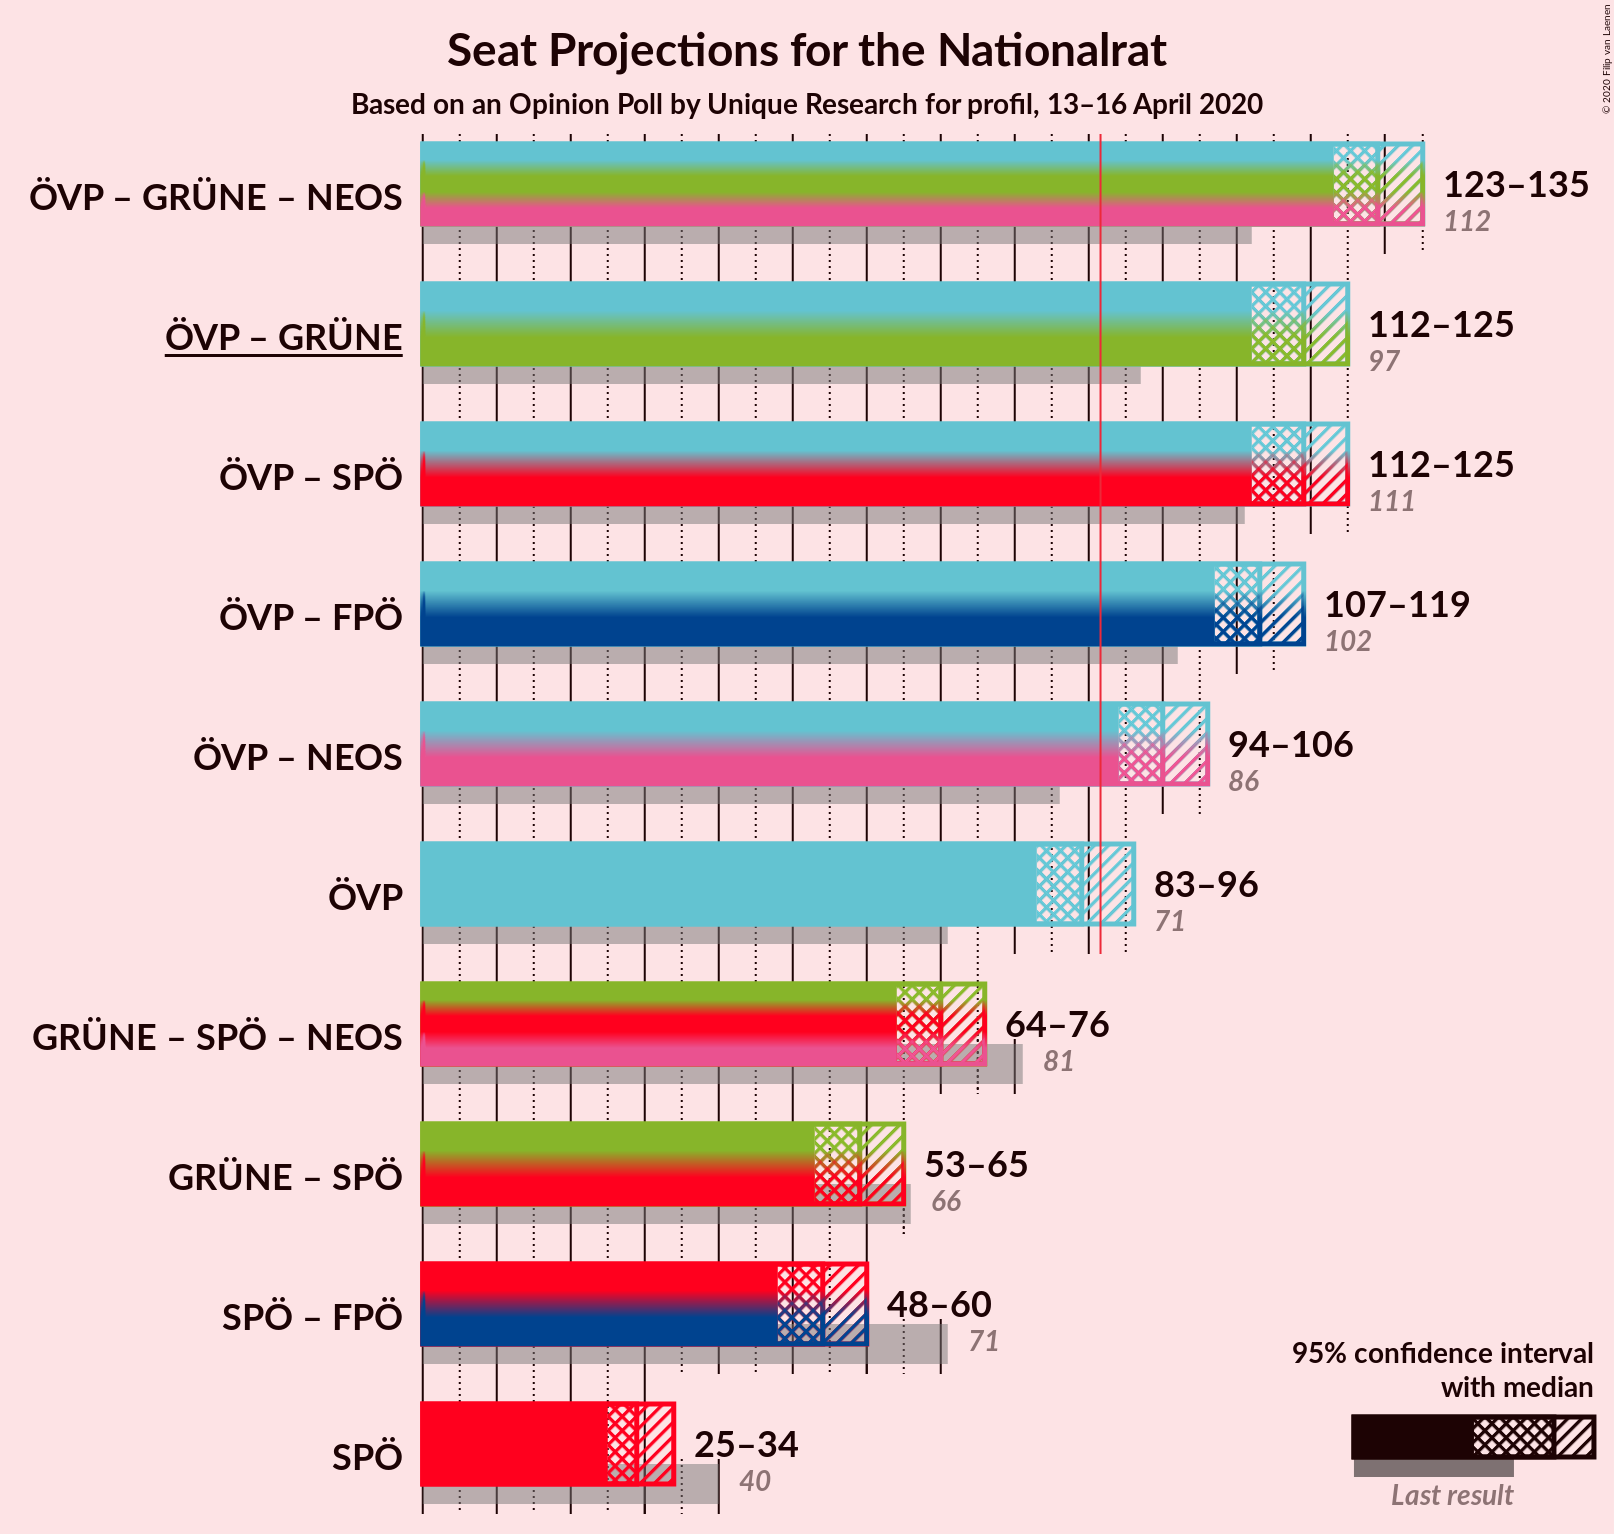 Seat Projections for the Nationalrat
Based on an Opinion Poll by Unique Research for profil, 13–16 April 2020
© 2020 Filip van Laenen
ÖVP – GRÜNE – NEOS
123–135
112
ÖVP – GRÜNE
112–125
97
ÖVP – SPÖ
112–125
111
ÖVP – FPÖ
107–119
102
ÖVP – NEOS
94–106
86
ÖVP
83–96
71
GRÜNE – SPÖ – NEOS
64–76
81
GRÜNE – SPÖ
53–65
66
SPÖ – FPÖ
48–60
71
SPÖ
25–34
40
95% confidence interval
with median
Last result